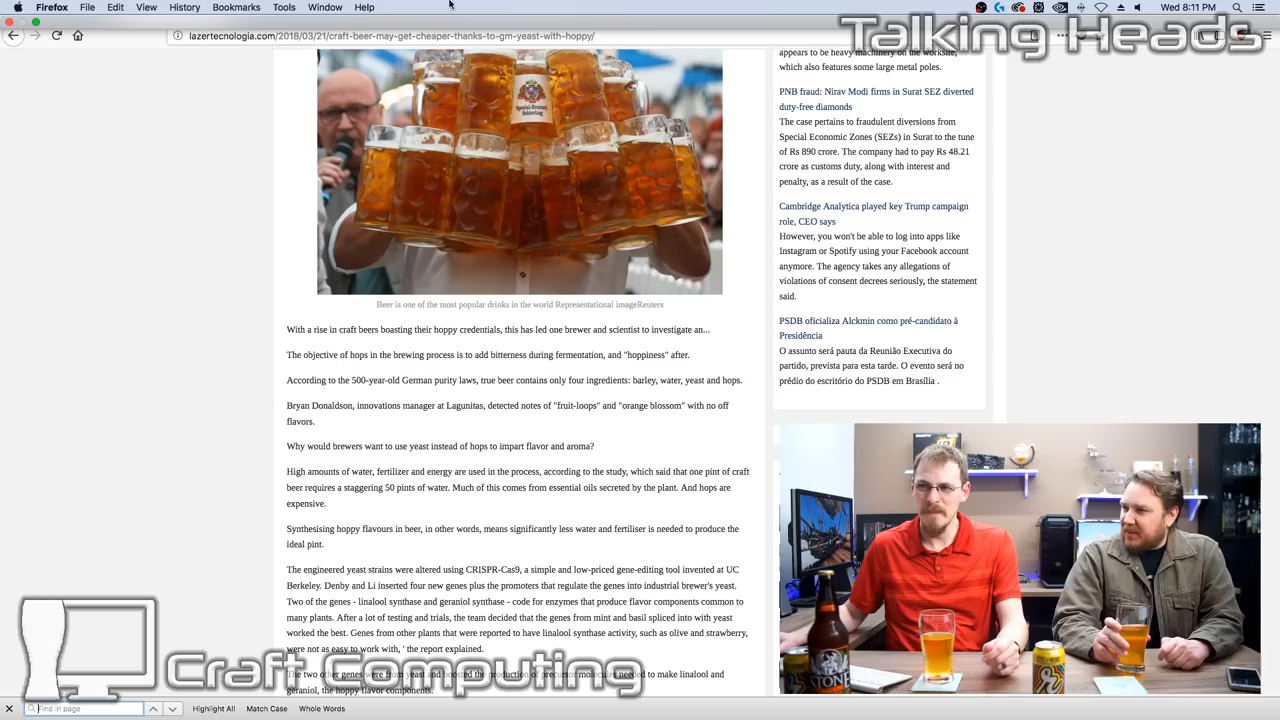 Firefox File Edit View History Bookmarks Tools Window Help
Wed 8:11 PM
Talking Heads
lazertecnologia.com/2018/03/21/craft-beer-may-get-cheaper-thanks-to-gm-yeast-with-hoppy/
Beer is one of the most popular drinks in the world Representational imageReuters
With a rise in craft beers boasting their hoppy credentials, this has led one brewer and scientist to investigate an...
The objective of hops in the brewing process is to add bitterness during fermentation, and "hoppiness" after.
According to the 500-year-old German purity laws, true beer contains only four ingredients: barley, water, yeast and hops.
Bryan Donaldson, innovations manager at Lagunitas, detected notes of "fruit-loops" and "orange blossom" with no off
flavors.
Why would brewers want to use yeast instead of hops to impart flavor and aroma?
High amounts of water, fertilizer and energy are used in the process, according to the study, which said that one pint of craft
beer requires a staggering 50 pints of water. Much of this comes from essential oils secreted by the plant. And hops are
expensive.
Synthesising hoppy flavours in beer, in other words, means significantly less water and fertiliser is needed to produce the
ideal pint.
The engineered yeast strains were altered using CRISPR-Cas9, a simple and low-priced gene-editing tool invented at UC
Berkeley. Denby and Li inserted four new genes plus the promoters that regulate the genes into industrial brewer's yeast.
Two of the genes - linalool synthase and geraniol synthase - code for enzymes that produce flavor components common to
many plants. After a lot of testing and trials, the team decided that the genes from mint and basil spliced into with yeast
worked the best. Genes from other plants that were reported to have linalool synthase activity, such as olive and strawberry,
were not as easy to work with, ' the report explained.
The two other genes were from yeast and boosted the production of precursor molecules needed to make linalool and
geraniol, the hoppy flavor components.
appears to be heavy machinery on the worksite,
which also features some large metal poles.
PNB fraud: Nirav Modi firms in Surat SEZ diverted
duty-free diamonds
The case pertains to fraudulent diversions from
Special Economic Zones (SEZs) in Surat to the tune
of Rs 890 crore. The company had to pay Rs 48.21
crore as customs duty, along with interest and
penalty, as a result of the case.
Cambridge Analytica played key Trump campaign
role, CEO says
However, you won't be able to log into apps like
Instagram or Spotify using your Facebook account
anymore. The agency takes any allegations of
violations of consent decrees seriously, the statement
said.
PSDB oficializa Alckmin como pré-candidato à
Presidência
O assunto será pauta da Reunião Executiva do
partido, prevista para esta tarde. O evento será no
prédio do escritório do PSDB em Brasília .
STONE
Craft Computing
Find in page
Highlight All Match Case Whole Words